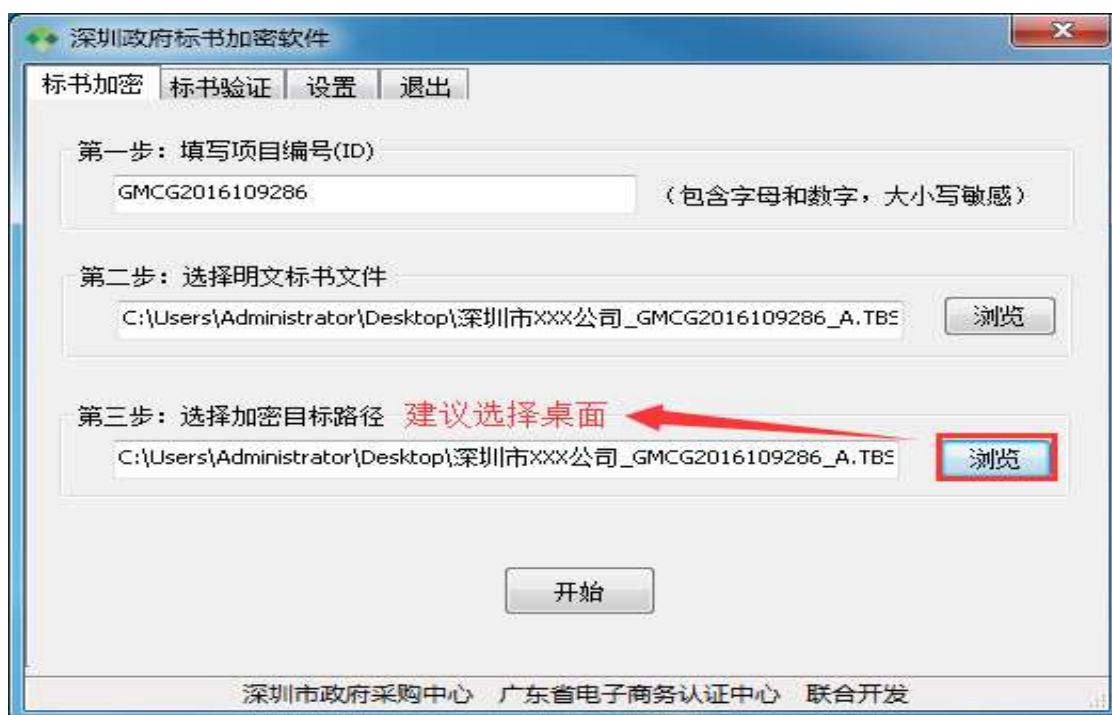 深圳政府标书加密软件
标书加密 标书验证 设置 退出
第一步：填写项目编号(ID)
GMCG2016109286 （包含字母和数字，大小写敏感）
第二步：选择明文标书文件
C:\Users\Administrator\Desktop\深圳市XXX公司_GMCG2016109286_A.TBS 浏览
第三步：选择加密目标路径 建议选择桌面
C:\Users\Administrator\Desktop\深圳市XXX公司_GMCG2016109286_A.TBS 浏览
开始
深圳市政府采购中心 广东省电子商务认证中心 联合开发